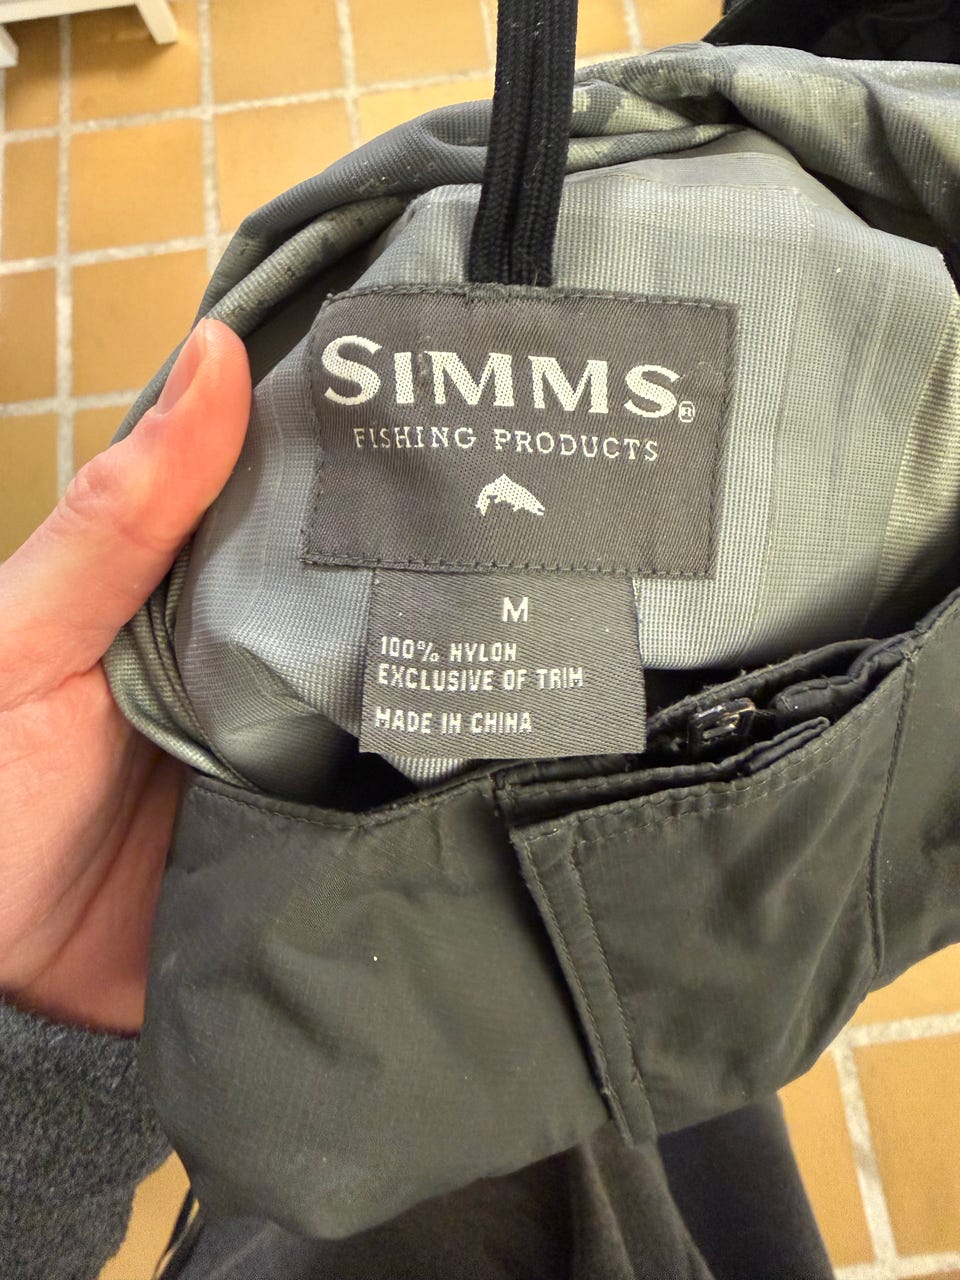 SIMMS®
FISHING PRODUCTS
M
100% NYLON
EXCLUSIVE OF TRIM
MADE IN CHINA